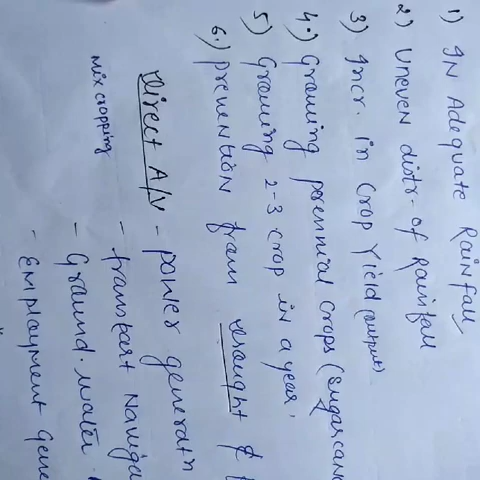 1) IN Adequate Rainfall
2) Uneven distr- of Rainfall
3) Incr. in Crop Yield (output)
4.) Growing perennial crops (Sugarcane
5) Growing 2-3 crop in a year'
6.) prevention from drought &
Direct A/V - power generatn
mix cropping - transport Naviga
- Ground. water
- Employment Gene